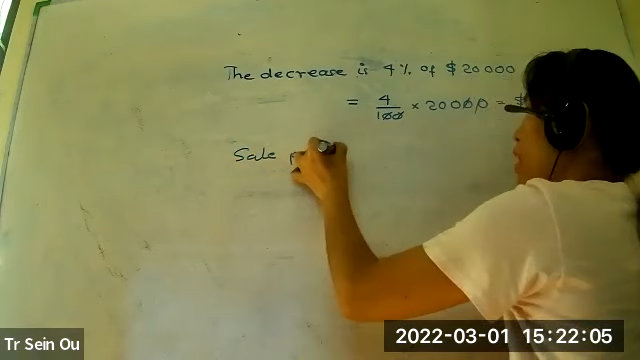 The decrease is 4% of $20000
= 4/100 × 20000 = $
Sale
Tr Sein Ou
2022-03-01 15:22:05